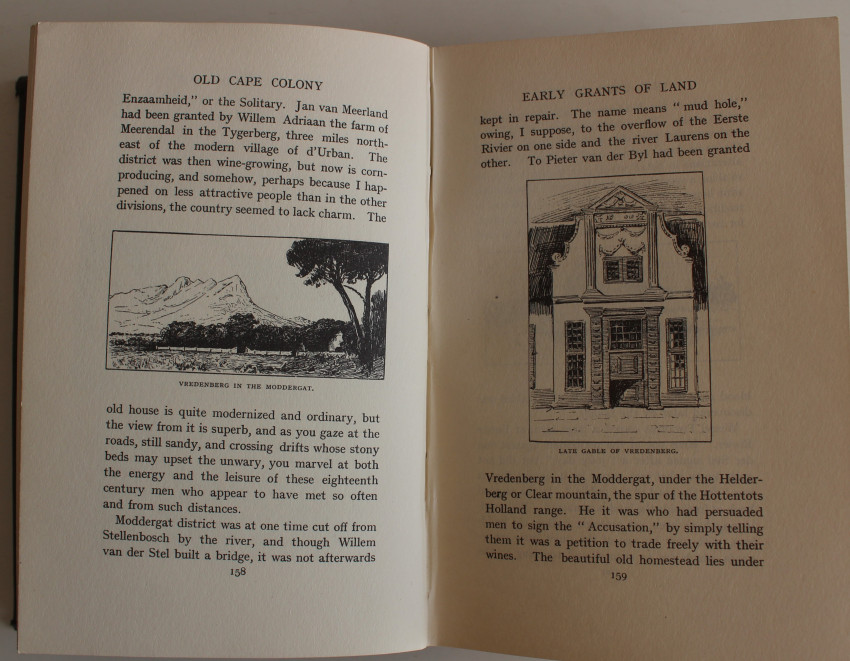 OLD CAPE COLONY
Enzaamheid," or the Solitary. Jan van Meerland
had been granted by Willem Adriaan the farm of
Meerendal in the Tygerberg, three miles north-
east of the modern village of d'Urban. The
district was then wine-growing, but now is corn-
producing, and somehow, perhaps because I hap-
pened on less attractive people than in the other
divisions, the country seemed to lack charm. The
VREDENBERG IN THE MODDERGAT.
old house is quite modernized and ordinary, but
the view from it is superb, and as you gaze at the
roads, still sandy, and crossing drifts whose stony
beds may upset the unwary, you marvel at both
the energy and the leisure of these eighteenth
century men who appear to have met so often
and from such distances.
Moddergat district was at one time cut off from
Stellenbosch by the river, and though Willem
van der Stel built a bridge, it was not afterwards
158
EARLY GRANTS OF LAND
kept in repair. The name means "mud hole,"
owing, I suppose, to the overflow of the Eerste
Rivier on one side and the river Laurens on the
other. To Pieter van der Byl had been granted
LATE GABLE OF VREDENBERG.
Vredenberg in the Moddergat, under the Helder-
berg or Clear mountain, the spur of the Hottentots
Holland range. He it was who had persuaded
men to sign the "Accusation," by simply telling
them it was a petition to trade freely with their
wines. The beautiful old homestead lies under
159